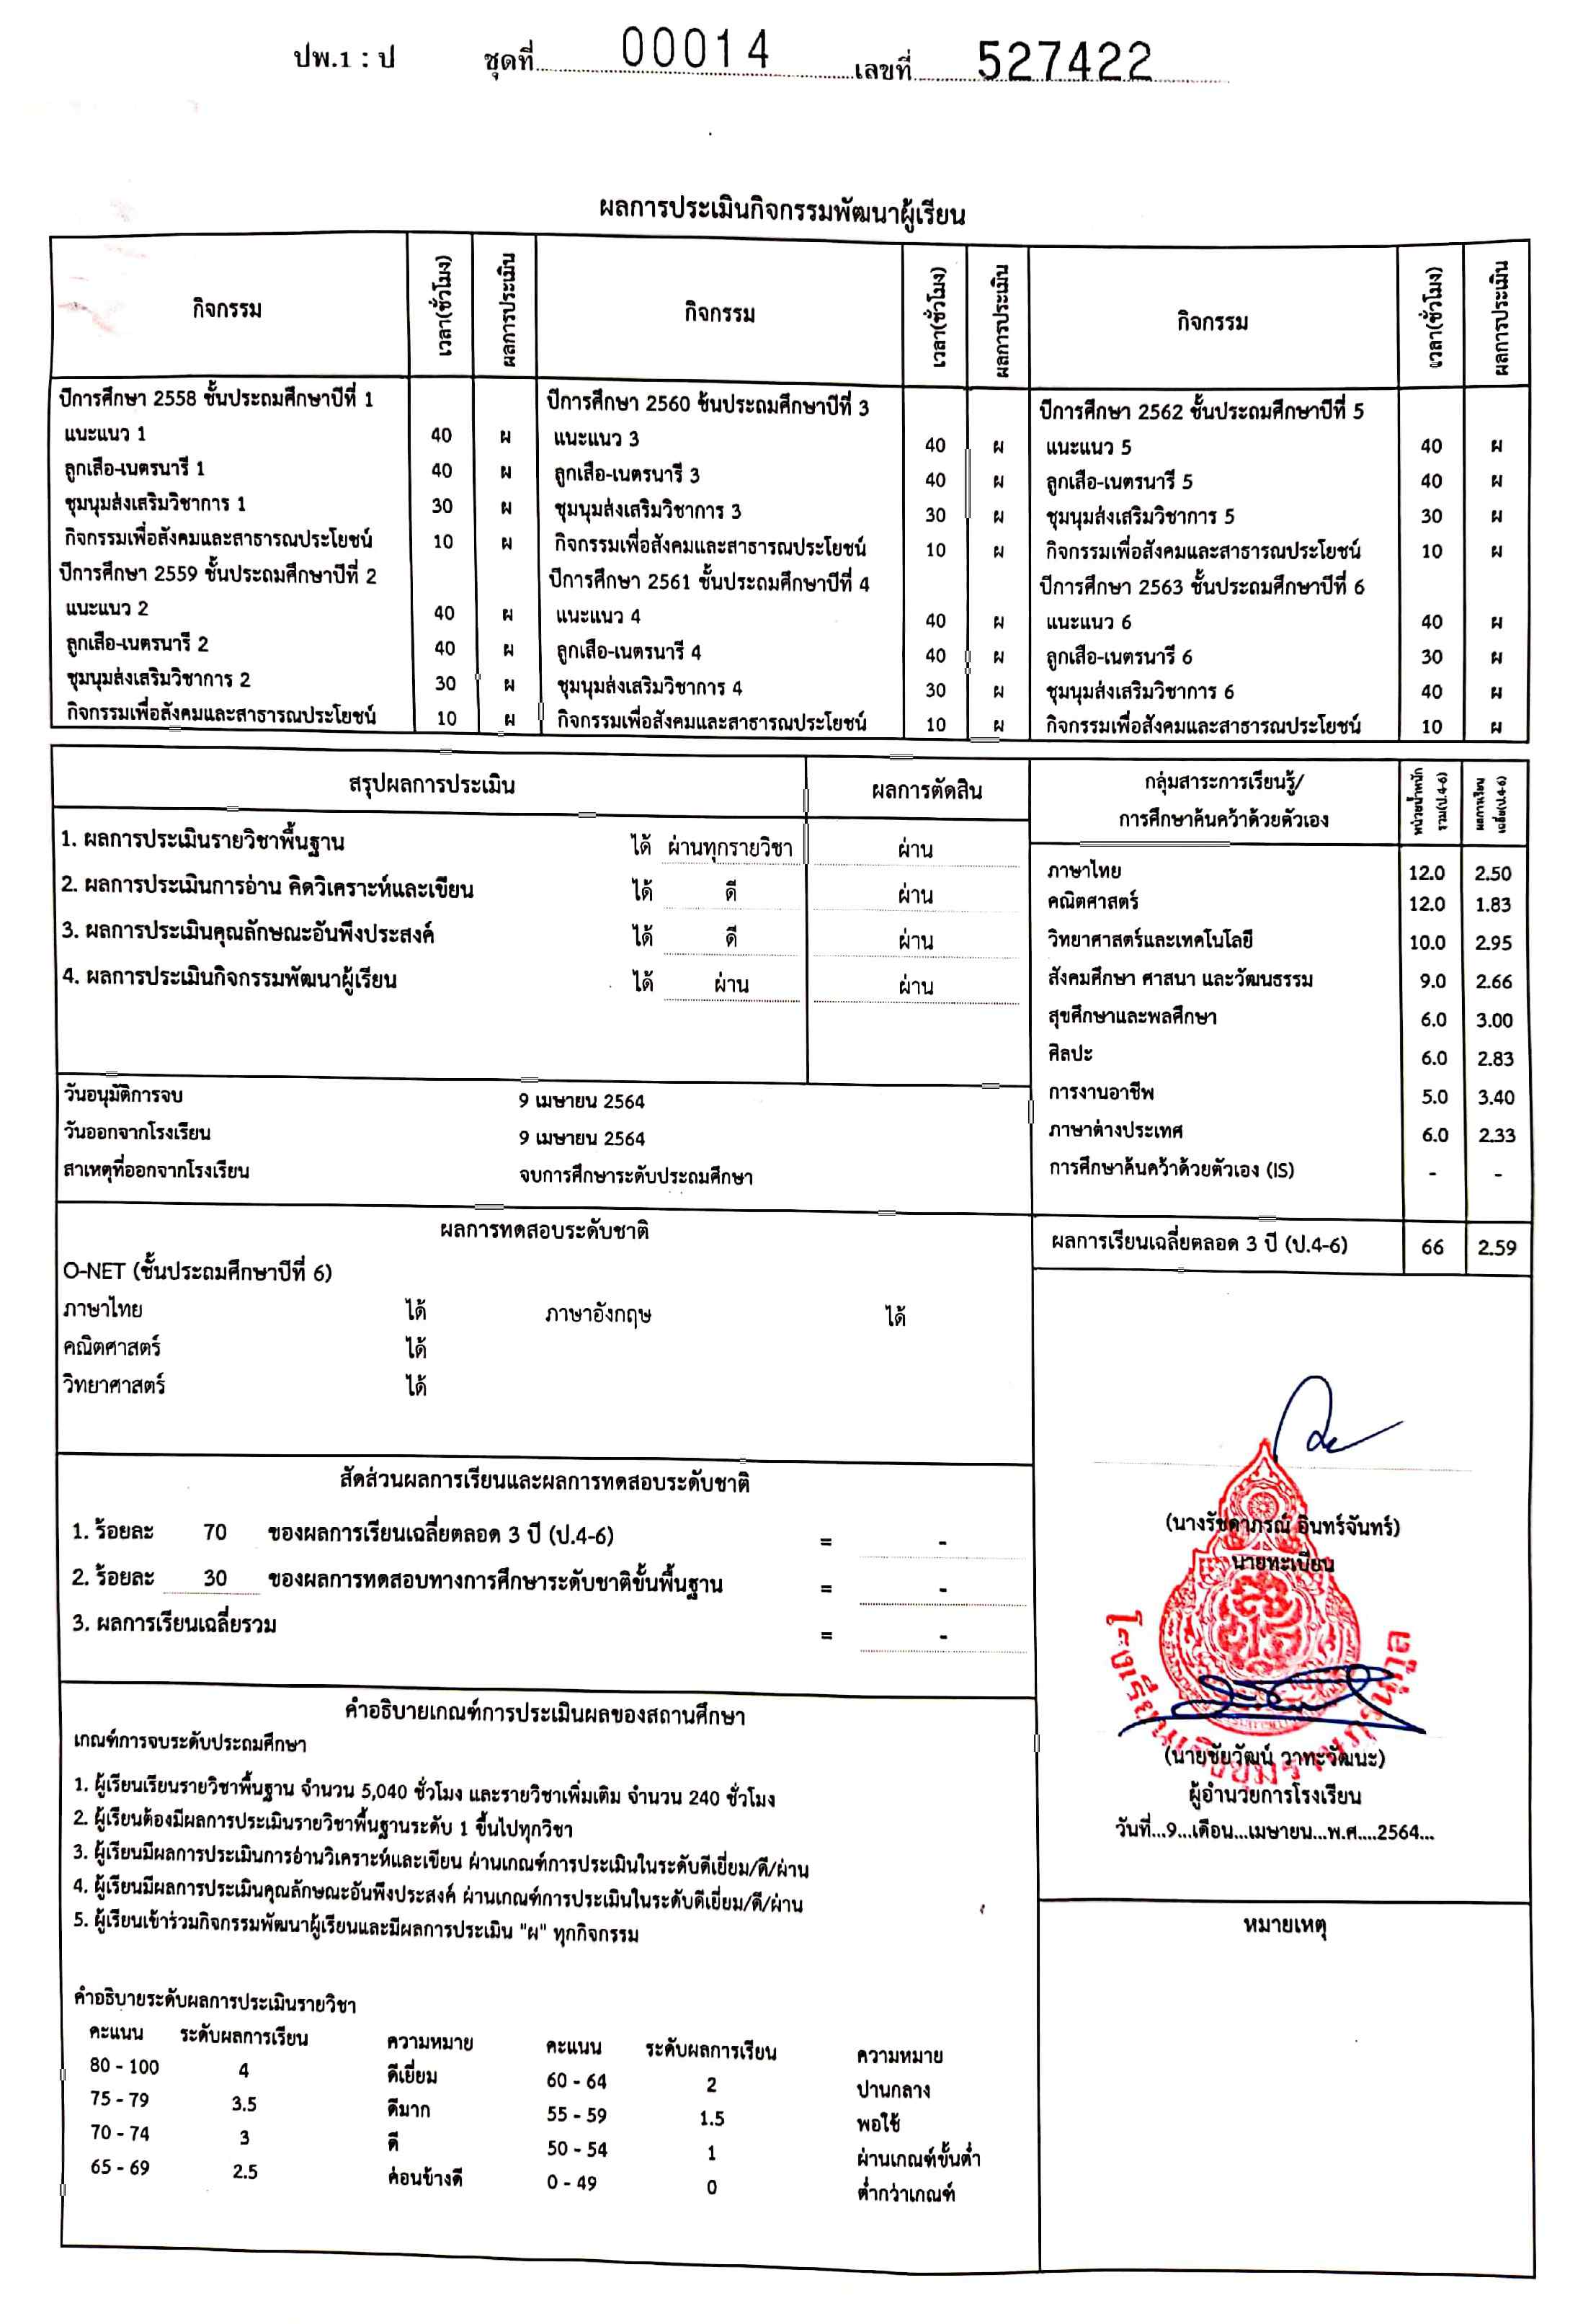 ปพ.1 : ป ชุดที่ 00014 เลขที่ 527422
ผลการประเมินกิจกรรมพัฒนาผู้เรียน
กิจกรรม เวลา(ชั่วโมง) ผลการประเมิน กิจกรรม เวลา(ชั่วโมง) ผลการประเมิน กิจกรรม เวลา(ชั่วโมง) ผลการประเมิน
ปีการศึกษา 2558 ชั้นประถมศึกษาปีที่ 1 ปีการศึกษา 2560 ชั้นประถมศึกษาปีที่ 3 ปีการศึกษา 2562 ชั้นประถมศึกษาปีที่ 5
แนะแนว 1 40 ผ แนะแนว 3 40 ผ แนะแนว 5 40 ผ
ลูกเสือ-เนตรนารี 1 40 ผ ลูกเสือ-เนตรนารี 3 40 ผ ลูกเสือ-เนตรนารี 5 40 ผ
ชุมนุมส่งเสริมวิชาการ 1 30 ผ ชุมนุมส่งเสริมวิชาการ 3 30 ผ ชุมนุมส่งเสริมวิชาการ 5 30 ผ
กิจกรรมเพื่อสังคมและสาธารณประโยชน์ 10 ผ กิจกรรมเพื่อสังคมและสาธารณประโยชน์ 10 ผ กิจกรรมเพื่อสังคมและสาธารณประโยชน์ 10 ผ
ปีการศึกษา 2559 ชั้นประถมศึกษาปีที่ 2 ปีการศึกษา 2561 ชั้นประถมศึกษาปีที่ 4 ปีการศึกษา 2563 ชั้นประถมศึกษาปีที่ 6
แนะแนว 2 40 ผ แนะแนว 4 40 ผ แนะแนว 6 40 ผ
ลูกเสือ-เนตรนารี 2 40 ผ ลูกเสือ-เนตรนารี 4 40 ผ ลูกเสือ-เนตรนารี 6 30 ผ
ชุมนุมส่งเสริมวิชาการ 2 30 ผ ชุมนุมส่งเสริมวิชาการ 4 30 ผ ชุมนุมส่งเสริมวิชาการ 6 40 ผ
กิจกรรมเพื่อสังคมและสาธารณประโยชน์ 10 ผ กิจกรรมเพื่อสังคมและสาธารณประโยชน์ 10 ผ กิจกรรมเพื่อสังคมและสาธารณประโยชน์ 10 ผ
สรุปผลการประเมิน ผลการตัดสิน
1. ผลการประเมินรายวิชาพื้นฐาน ได้ ผ่านทุกรายวิชา ผ่าน
2. ผลการประเมินการอ่าน คิดวิเคราะห์และเขียน ได้ ดี ผ่าน
3. ผลการประเมินคุณลักษณะอันพึงประสงค์ ได้ ดี ผ่าน
4. ผลการประเมินกิจกรรมพัฒนาผู้เรียน ได้ ผ่าน ผ่าน
วันอนุมัติการจบ 9 เมษายน 2564
วันออกจากโรงเรียน 9 เมษายน 2564
สาเหตุที่ออกจากโรงเรียน จบการศึกษาระดับประถมศึกษา
ผลการทดสอบระดับชาติ
O-NET (ชั้นประถมศึกษาปีที่ 6)
ภาษาไทย ได้ ภาษาอังกฤษ ได้
คณิตศาสตร์ ได้
วิทยาศาสตร์ ได้
สัดส่วนผลการเรียนและผลการทดสอบระดับชาติ
1. ร้อยละ 70 ของผลการเรียนเฉลี่ยตลอด 3 ปี (ป.4-6) = -
2. ร้อยละ 30 ของผลการทดสอบทางการศึกษาระดับชาติขั้นพื้นฐาน = -
3. ผลการเรียนเฉลี่ยรวม = -
คำอธิบายเกณฑ์การประเมินผลของสถานศึกษา
เกณฑ์การจบระดับประถมศึกษา
1. ผู้เรียนเรียนรายวิชาพื้นฐาน จำนวน 5,040 ชั่วโมง และรายวิชาเพิ่มเติม จำนวน 240 ชั่วโมง
2. ผู้เรียนต้องมีผลการประเมินรายวิชาพื้นฐานระดับ 1 ขึ้นไปทุกวิชา
3. ผู้เรียนมีผลการประเมินการอ่านวิเคราะห์และเขียน ผ่านเกณฑ์การประเมินในระดับดีเยี่ยม/ดี/ผ่าน
4. ผู้เรียนมีผลการประเมินคุณลักษณะอันพึงประสงค์ ผ่านเกณฑ์การประเมินในระดับดีเยี่ยม/ดี/ผ่าน
5. ผู้เรียนเข้าร่วมกิจกรรมพัฒนาผู้เรียนและมีผลการประเมิน "ผ" ทุกกิจกรรม
คำอธิบายระดับผลการประเมินรายวิชา
คะแนน ระดับผลการเรียน ความหมาย คะแนน ระดับผลการเรียน ความหมาย
80 - 100 4 ดีเยี่ยม 60 - 64 2 ปานกลาง
75 - 79 3.5 ดีมาก 55 - 59 1.5 พอใช้
70 - 74 3 ดี 50 - 54 1 ผ่านเกณฑ์ขั้นต่ำ
65 - 69 2.5 ค่อนข้างดี 0 - 49 0 ต่ำกว่าเกณฑ์
กลุ่มสาระการเรียนรู้/ หน่วยน้ำหนัก ผลการเรียน
การศึกษาค้นคว้าด้วยตัวเอง รวม(ป.4-6) เฉลี่ย(ป.4-6)
ภาษาไทย 12.0 2.50
คณิตศาสตร์ 12.0 1.83
วิทยาศาสตร์และเทคโนโลยี 10.0 2.95
สังคมศึกษา ศาสนา และวัฒนธรรม 9.0 2.66
สุขศึกษาและพลศึกษา 6.0 3.00
ศิลปะ 6.0 2.83
การงานอาชีพ 5.0 3.40
ภาษาต่างประเทศ 6.0 2.33
การศึกษาค้นคว้าด้วยตัวเอง (IS) - -
ผลการเรียนเฉลี่ยตลอด 3 ปี (ป.4-6) 66 2.59
(นางรัชดาภรณ์ อินทร์จันทร์)
นายทะเบียน
(นายชัยวัฒน์ วาทะวัฒนะ)
ผู้อำนวยการโรงเรียน
วันที่...9...เดือน...เมษายน...พ.ศ....2564...
หมายเหตุ